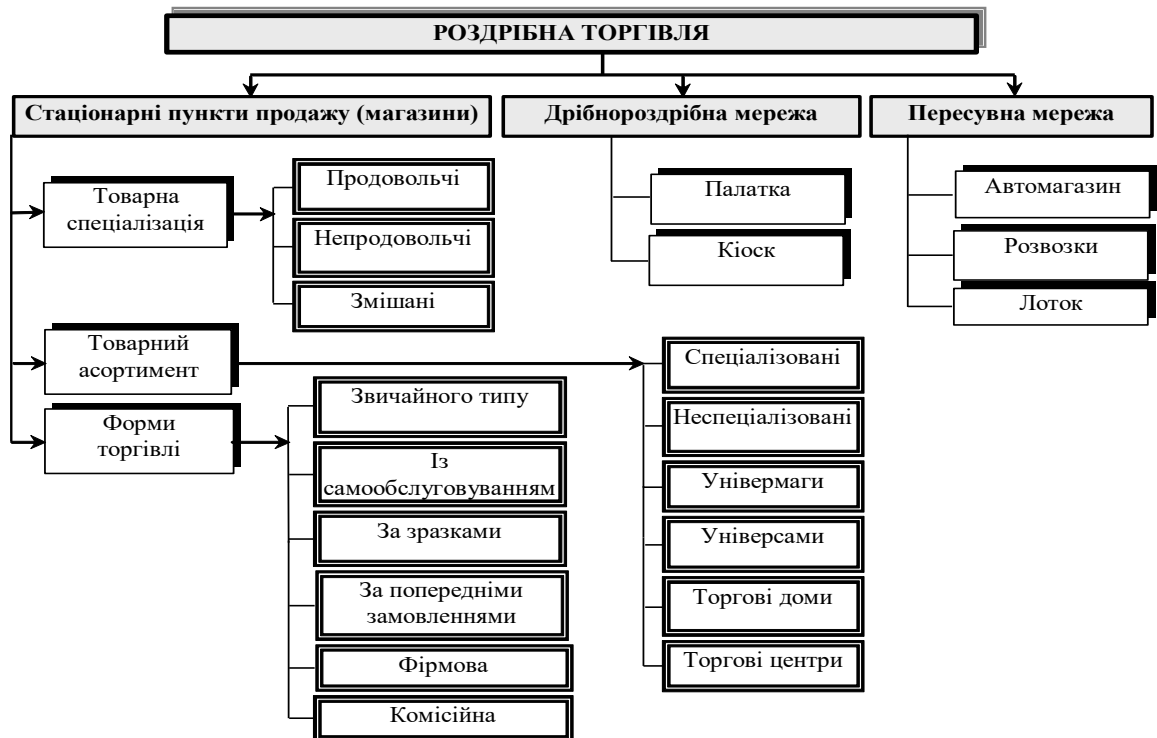 РОЗДРІБНА ТОРГІВЛЯ
Стаціонарні пункти продажу (магазини)
Дрібнороздрібна мережа
Пересувна мережа
Товарна
спеціалізація
Продовольчі
Непродовольчі
Змішані
Палатка
Кіоск
Автомагазин
Розвозки
Лоток
Товарний
асортимент
Спеціалізовані
Неспеціалізовані
Універмаги
Універсами
Торгові доми
Торгові центри
Форми
торгівлі
Звичайного типу
Із
самообслуговуванням
За зразками
За попередніми
замовленнями
Фірмова
Комісійна